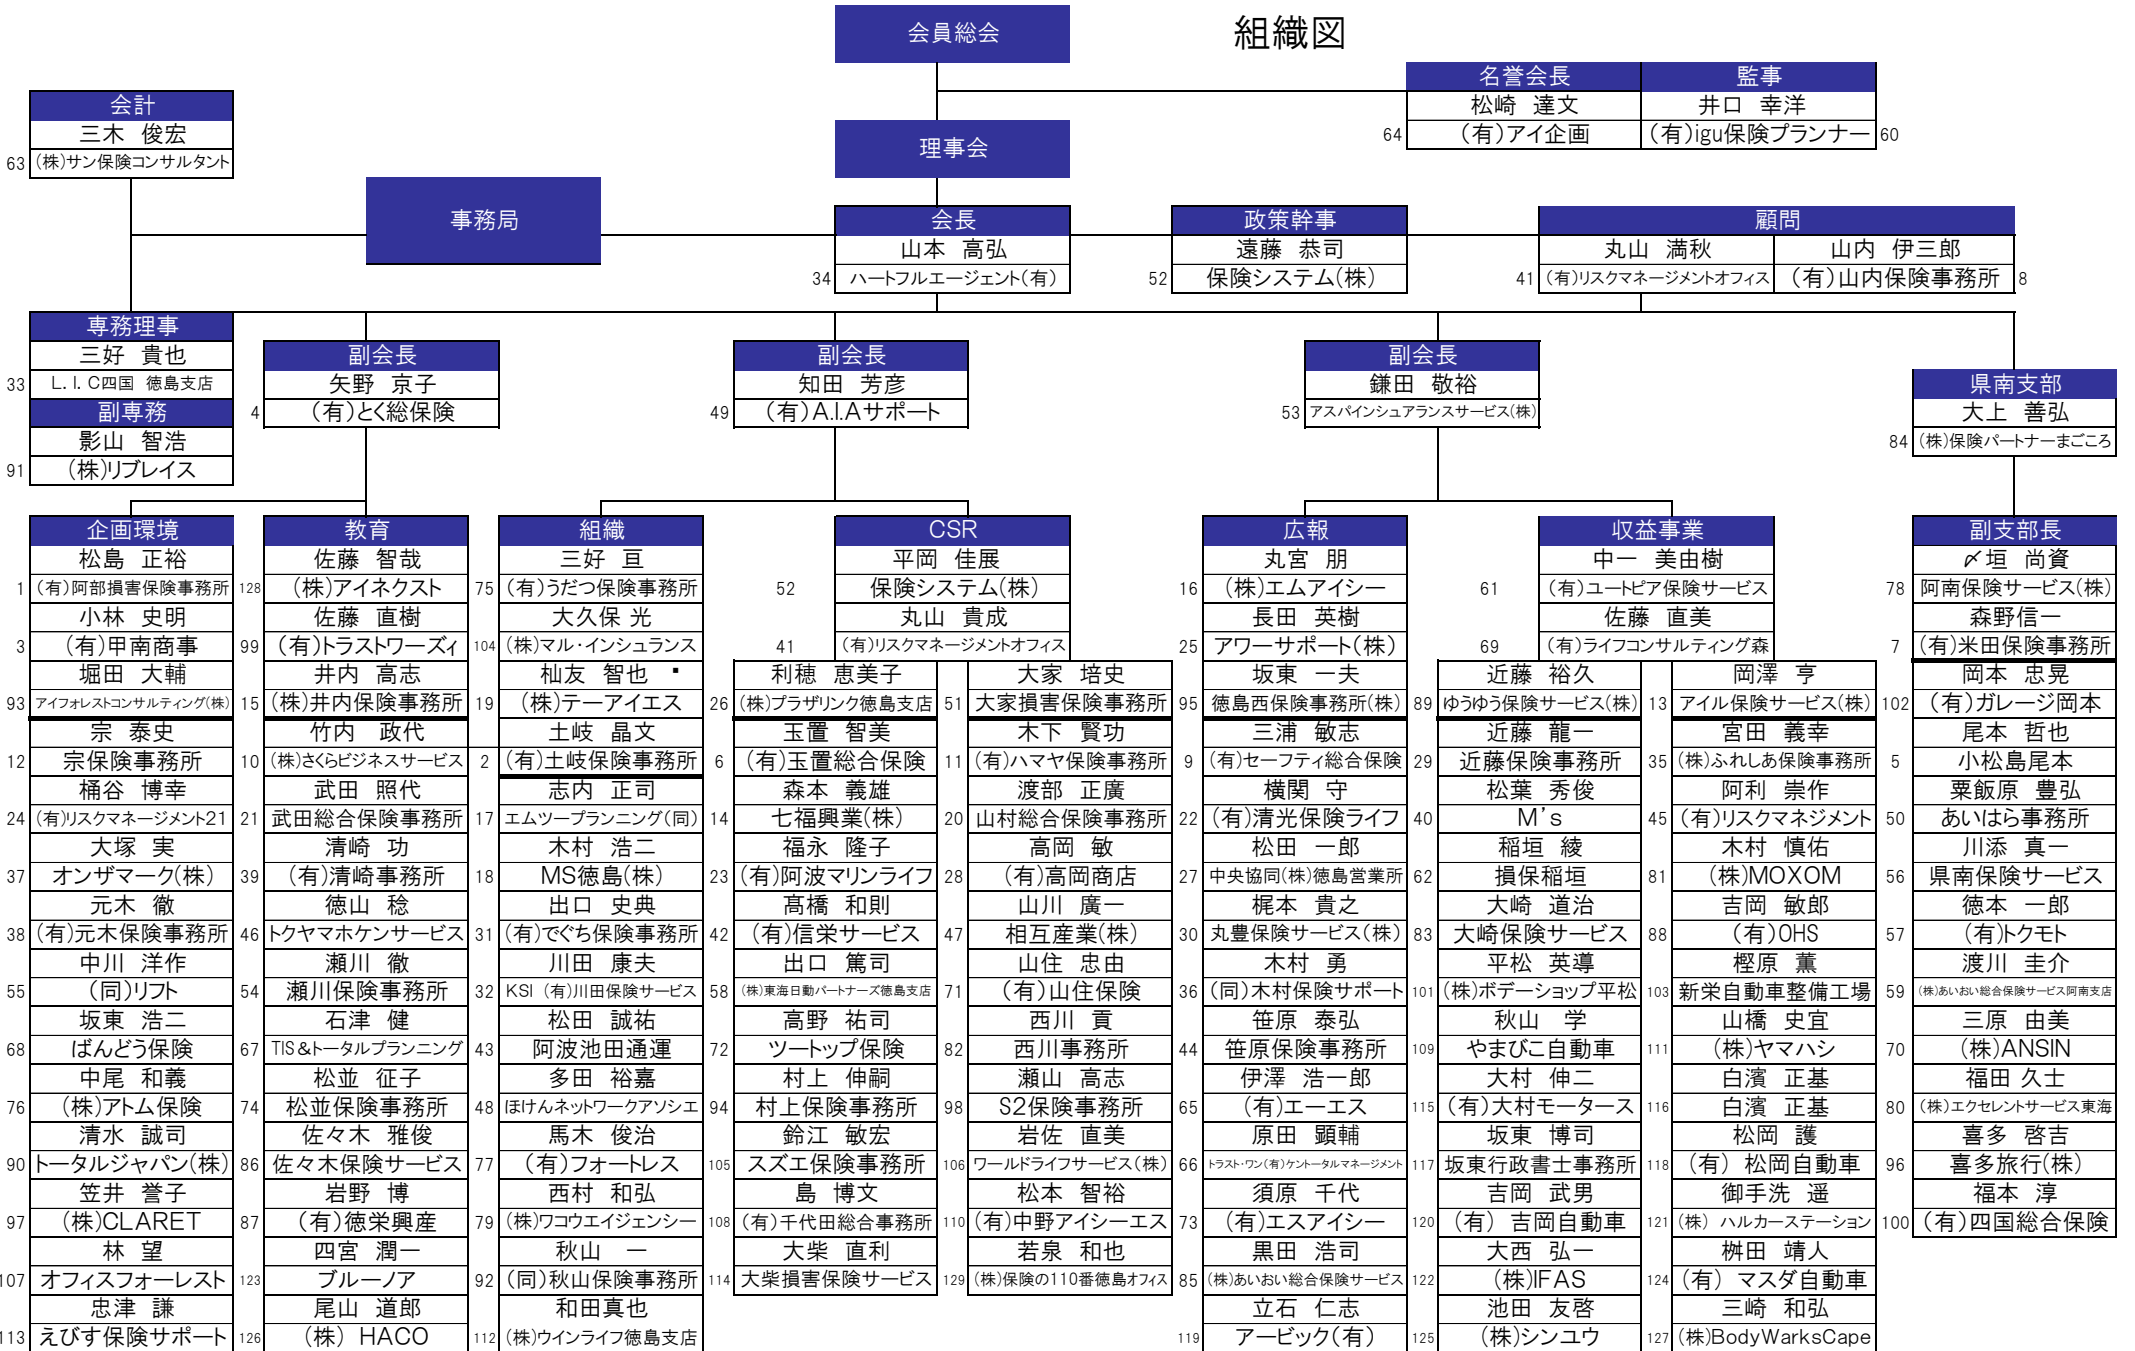 組織図
会員総会
名誉会長 監事
松崎 達文 井口 幸洋
64 (有)アイ企画 (有)igu保険プランナー 60
会計
三木 俊宏
63 (株)サン保険コンサルタント
理事会
事務局
会長
山本 高弘
34 ハートフルエージェント(有)
政策幹事
遠藤 恭司
52 保険システム(株)
顧問
丸山 満秋 山内 伊三郎
41 (有)リスクマネージメントオフィス (有)山内保険事務所 8
専務理事
三好 貴也
33 L.I.C四国 徳島支店
副専務
影山 智浩
91 (株)リブレイス
副会長
矢野 京子
4 (有)とく総保険
副会長
知田 芳彦
49 (有)A.I.Aサポート
副会長
鎌田 敬裕
53 アスパインシュアランスサービス(株)
県南支部
大上 善弘
84 (株)保険パートナーまごころ
企画環境
松島 正裕
1 (有)阿部損害保険事務所
小林 史明
3 (有)甲南商事
堀田 大輔
93 アイフォレストコンサルティング(株)
宗 泰史
12 宗保険事務所
桶谷 博幸
24 (有)リスクマネージメント21
大塚 実
37 オンザマーク(株)
元木 徹
38 (有)元木保険事務所
中川 洋作
55 (同)リフト
坂東 浩二
68 ばんどう保険
中尾 和義
76 (株)アトム保険
清水 誠司
90 トータルジャパン(株)
笠井 誉子
97 (株)CLARET
林 望
107 オフィスフォーレスト
忠津 謙
113 えびす保険サポート
教育
佐藤 智哉
128 (株)アイネクスト
佐藤 直樹
99 (有)トラストワーズィ
井内 高志
15 (株)井内保険事務所
竹内 政代
10 (株)さくらビジネスサービス
武田 照代
21 武田総合保険事務所
清崎 功
39 (有)清崎事務所
徳山 稔
46 トクヤマホケンサービス
瀬川 徹
54 瀬川保険事務所
石津 健
67 TIS&トータルプランニング
松並 征子
74 松並保険事務所
佐々木 雅俊
86 佐々木保険サービス
岩野 博
87 (有)徳栄興産
四宮 潤一
123 ブルーノア
尾山 道郎
126 (株) HACO
組織
三好 亘
75 (有)うだつ保険事務所
大久保 光
104 (株)マル・インシュランス
杣友 智也
19 (株)テーアイエス
土岐 晶文
2 (有)土岐保険事務所
志内 正司
17 エムツープランニング(同)
木村 浩二
18 MS徳島(株)
出口 史典
31 (有)でぐち保険事務所
川田 康夫
32 KSI (有)川田保険サービス
松田 誠祐
43 阿波池田通運
多田 裕嘉
48 ほけんネットワークアソシエ
馬木 俊治
77 (有)フォートレス
西村 和弘
79 (株)ワコウエイジェンシー
秋山 一
92 (同)秋山保険事務所
和田真也
112 (株)ウインライフ徳島支店
CSR
平岡 佳展
52 保険システム(株)
丸山 貴成
41 (有)リスクマネージメントオフィス
利穂 恵美子
26 (株)プラザリンク徳島支店
玉置 智美
6 (有)玉置総合保険
森本 義雄
14 七福興業(株)
福永 隆子
23 (有)阿波マリンライフ
髙橋 和則
42 (有)信栄サービス
出口 篤司
58 (株)東海日動パートナーズ徳島支店
高野 祐司
72 ツートップ保険
村上 伸嗣
94 村上保険事務所
鈴江 敏宏
105 スズエ保険事務所
島 博文
108 (有)千代田総合事務所
大柴 直利
114 大柴損害保険サービス
大家 培史
51 大家損害保険事務所
木下 賢功
11 (有)ハマヤ保険事務所
渡部 正廣
20 山村総合保険事務所
高岡 敏
28 (有)高岡商店
山川 廣一
47 相互産業(株)
山住 忠由
71 (有)山住保険
西川 貢
82 西川事務所
瀬山 高志
98 S2保険事務所
岩佐 直美
106 ワールドライフサービス(株)
松本 智裕
110 (有)中野アイシーエス
若泉 和也
129 (株)保険の110番徳島オフィス
広報
丸宮 朋
16 (株)エムアイシー
長田 英樹
25 アワーサポート(株)
坂東 一夫
95 徳島西保険事務所(株)
三浦 敏志
9 (有)セーフティ総合保険
横関 守
22 (有)清光保険ライフ
松田 一郎
27 中央協同(株)徳島営業所
梶本 貴之
30 丸豊保険サービス(株)
木村 勇
36 (同)木村保険サポート
笹原 泰弘
44 笹原保険事務所
伊澤 浩一郎
65 (有)エーエス
原田 顕輔
66 トラスト・ワン(有)ケントータルマネージメント
須原 千代
73 (有)エスアイシー
黒田 浩司
85 (株)あいおい総合保険サービス
立石 仁志
119 アービック(有)
収益事業
中一 美由樹
61 (有)ユートピア保険サービス
佐藤 直美
69 (有)ライフコンサルティング森
近藤 裕久
89 ゆうゆう保険サービス(株)
近藤 龍一
29 近藤保険事務所
松葉 秀俊
40 M's
稲垣 綾
62 損保稲垣
大崎 道治
83 大崎保険サービス
平松 英導
101 (株)ボデーショップ平松
秋山 学
109 やまびこ自動車
大村 伸二
115 (有)大村モータース
坂東 博司
117 坂東行政書士事務所
吉岡 武男
120 (有) 吉岡自動車
大西 弘一
122 (株)IFAS
池田 友啓
125 (株)シンユウ
岡澤 亨
13 アイル保険サービス(株)
宮田 義幸
35 (株)ふれしあ保険事務所
阿利 崇作
45 (有)リスクマネジメント
木村 慎佑
81 (株)MOXOM
吉岡 敏郎
88 (有)OHS
樫原 薫
103 新栄自動車整備工場
山橋 史宜
111 (株)ヤマハシ
白濱 正基
116 白濱 正基
松岡 護
118 (有) 松岡自動車
御手洗 遥
121 (株) ハルカーステーション
桝田 靖人
124 (有) マスダ自動車
三崎 和弘
127 (株)BodyWarksCape
副支部長
〆垣 尚資
78 阿南保険サービス(株)
森野信一
7 (有)米田保険事務所
岡本 忠晃
102 (有)ガレージ岡本
尾本 哲也
5 小松島尾本
粟飯原 豊弘
50 あいはら事務所
川添 真一
56 県南保険サービス
徳本 一郎
57 (有)トクモト
渡川 圭介
59 (株)あいおい総合保険サービス阿南支店
三原 由美
70 (株)ANSIN
福田 久士
80 (株)エクセレントサービス東海
喜多 啓吉
96 喜多旅行(株)
福本 淳
100 (有)四国総合保険